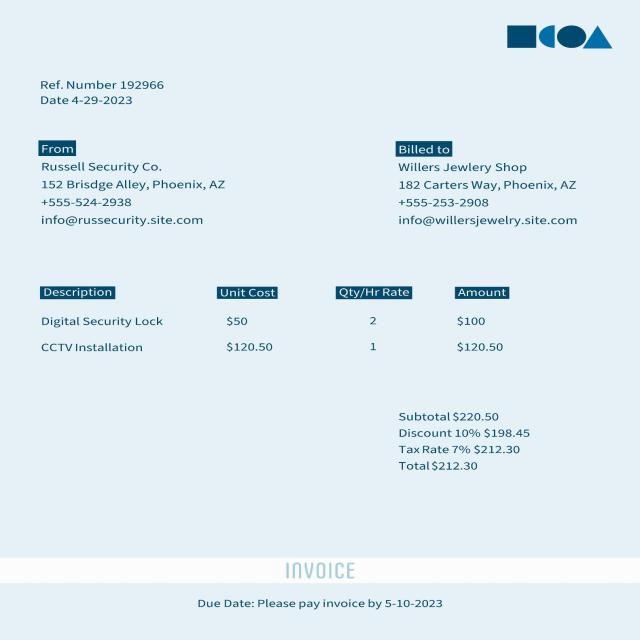 Ref. Number 192966
Date 4-29-2023
From
Russell Security Co.
152 Brisdge Alley, Phoenix, AZ
+555-524-2938
info@russecurity.site.com
Billed to
Willers Jewlery Shop
182 Carters Way, Phoenix, AZ
+555-253-2908
info@willersjewelry.site.com
Description Unit Cost Qty/Hr Rate Amount
Digital Security Lock $50 2 $100
CCTV Installation $120.50 1 $120.50
Subtotal $220.50
Discount 10% $198.45
Tax Rate 7% $212.30
Total $212.30
INVOICE
Due Date: Please pay invoice by 5-10-2023